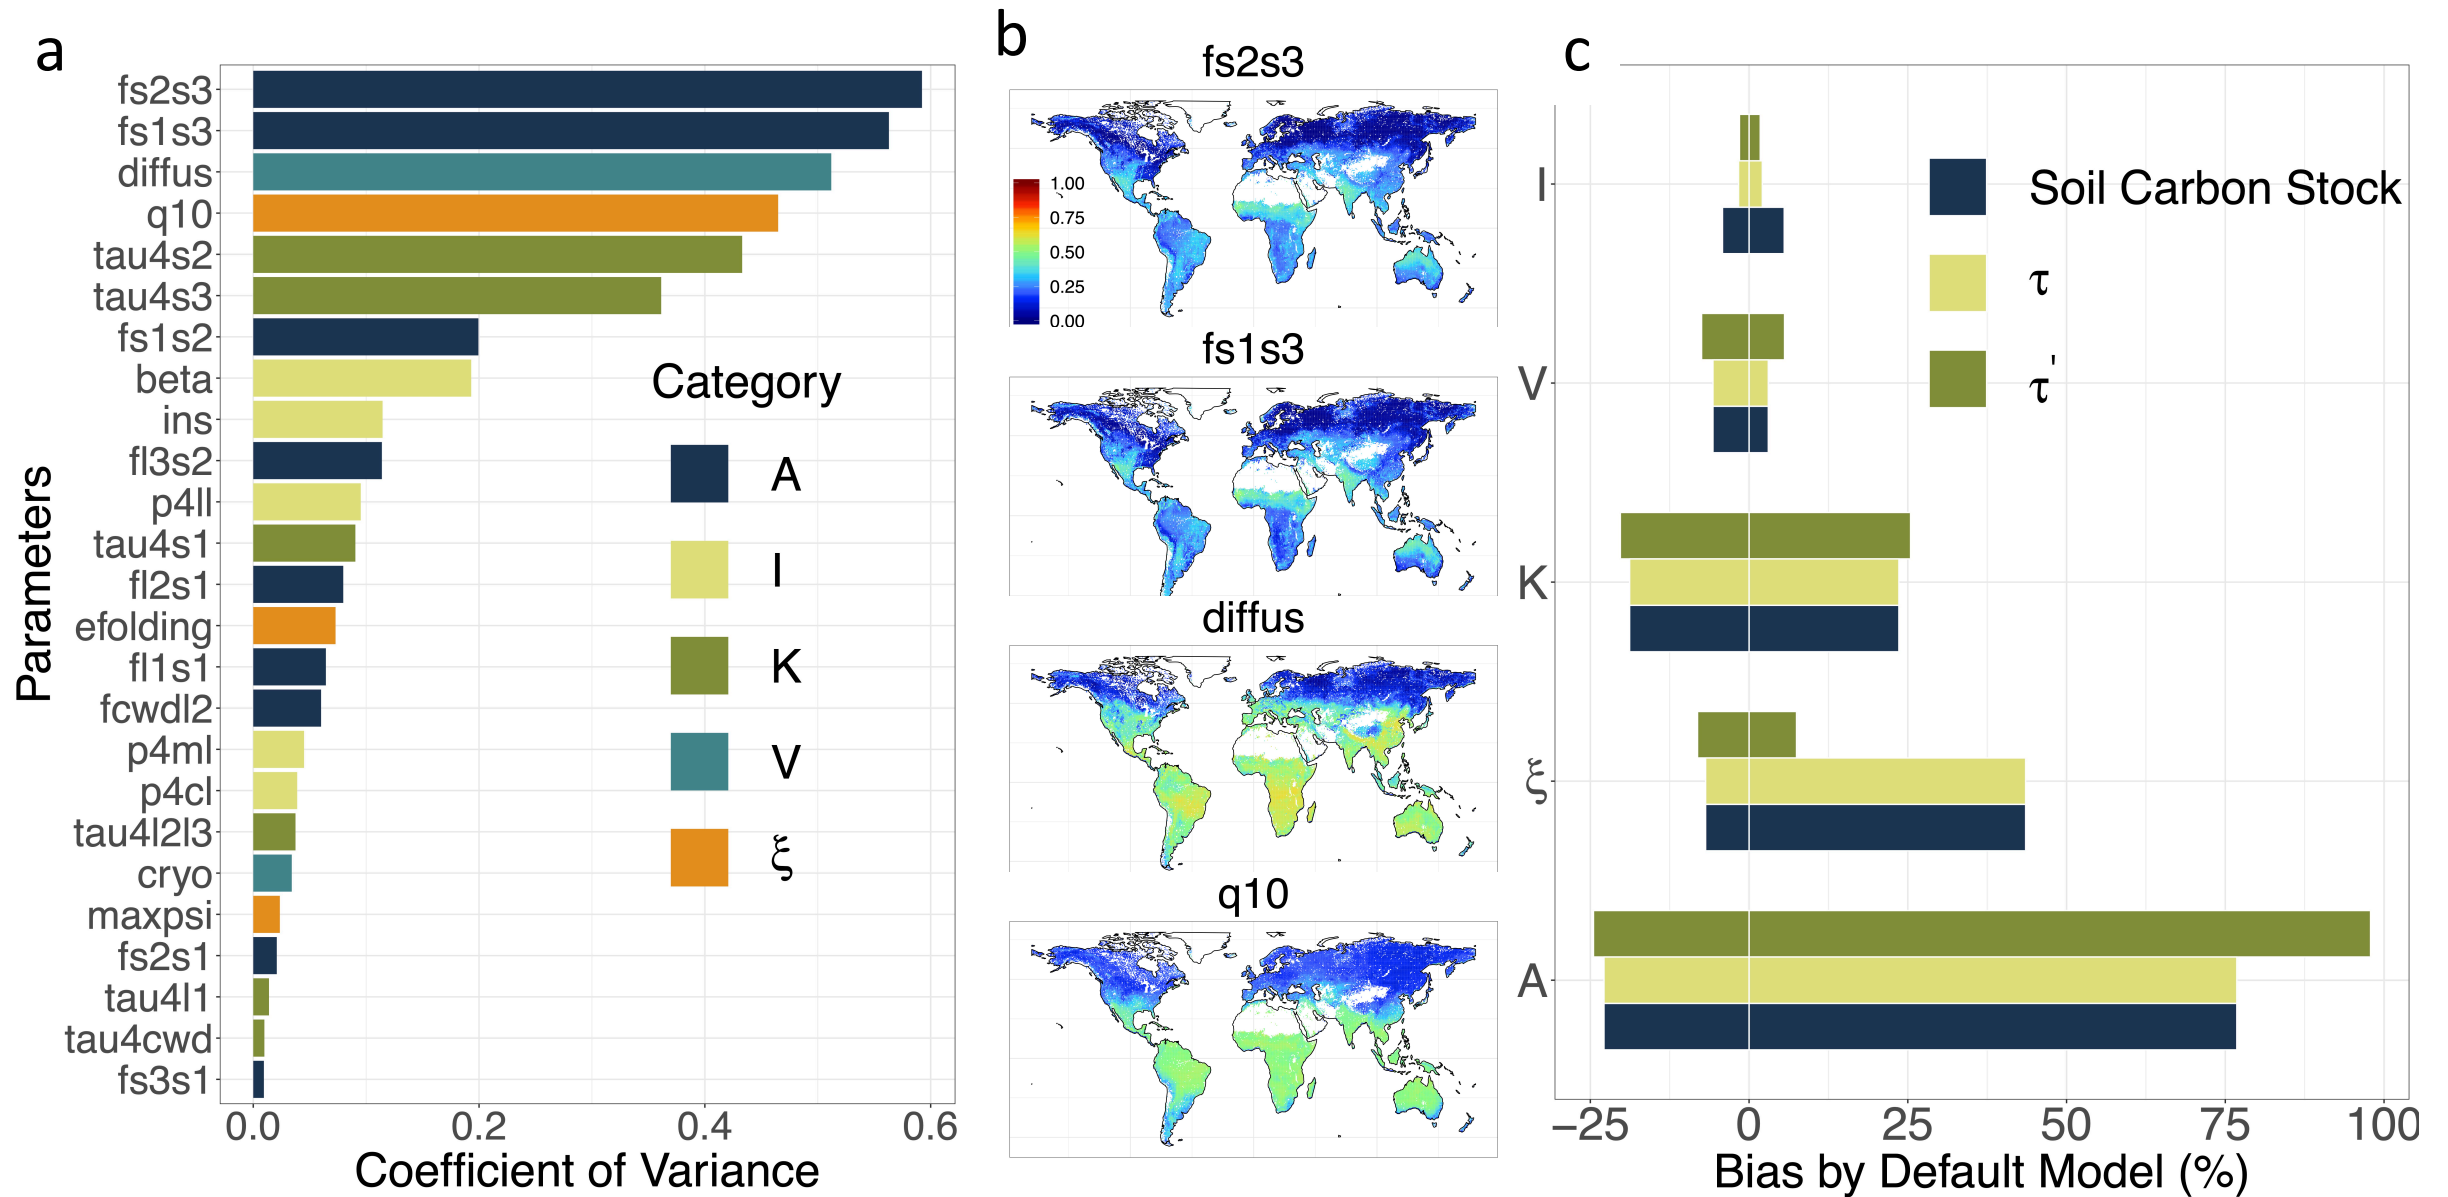 a
fs2s3
fs1s3
diffus
q10
tau4s2
tau4s3
fs1s2
beta
ins
fl3s2
p4ll
tau4s1
fl2s1
efolding
fl1s1
fcwdl2
p4ml
p4cl
tau4l2l3
cryo
maxpsi
fs2s1
tau4l1
tau4cwd
fs3s1
Parameters
0.0 0.2 0.4 0.6
Coefficient of Variance
Category
A
I
K
V
ξ
b
fs2s3
1.00
0.75
0.50
0.25
0.00
fs1s3
diffus
q10
c
I
V
K
ξ
A
Soil Carbon Stock
τ
τ'
−25 0 25 50 75 100
Bias by Default Model (%)